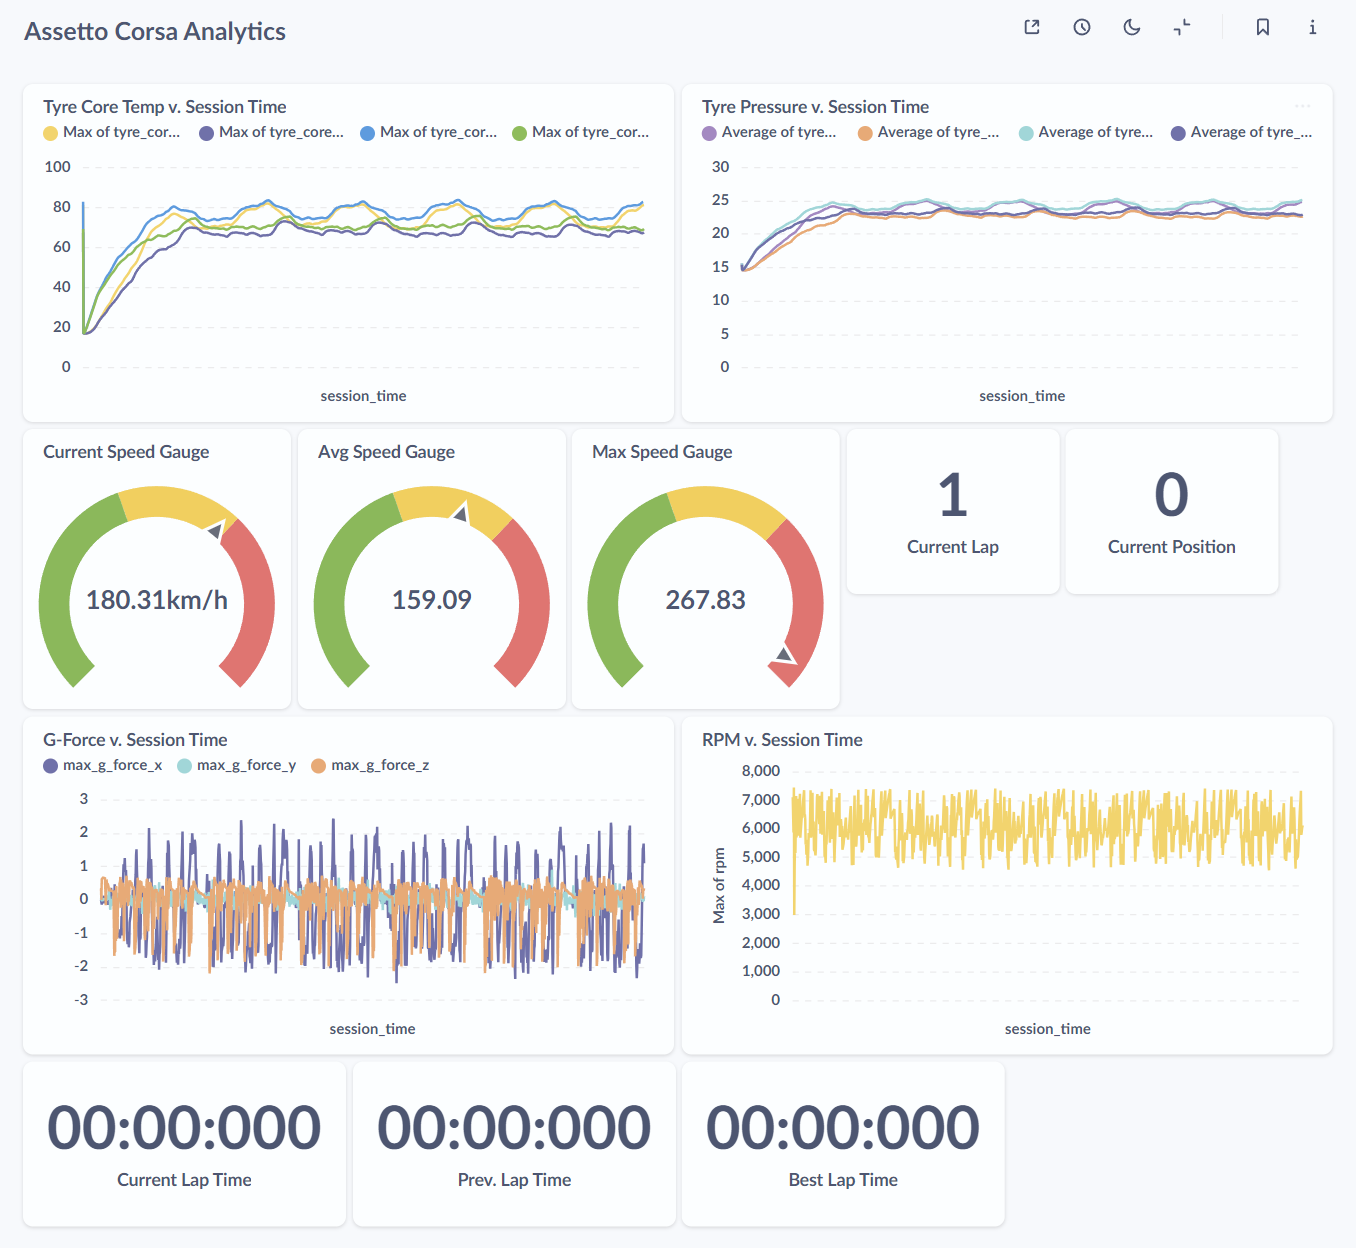 Assetto Corsa Analytics
Tyre Core Temp v. Session Time
Max of tyre_cor... Max of tyre_core... Max of tyre_cor... Max of tyre_cor...
100
80
60
40
20
0
session_time
Tyre Pressure v. Session Time
Average of tyre... Average of tyre_... Average of tyre... Average of tyre_...
30
25
20
15
10
5
0
session_time
Current Speed Gauge
180.31km/h
Avg Speed Gauge
159.09
Max Speed Gauge
267.83
1
Current Lap
0
Current Position
G-Force v. Session Time
max_g_force_x max_g_force_y max_g_force_z
3
2
1
0
-1
-2
-3
session_time
RPM v. Session Time
Max of rpm
8,000
7,000
6,000
5,000
4,000
3,000
2,000
1,000
0
session_time
00:00:000
Current Lap Time
00:00:000
Prev. Lap Time
00:00:000
Best Lap Time